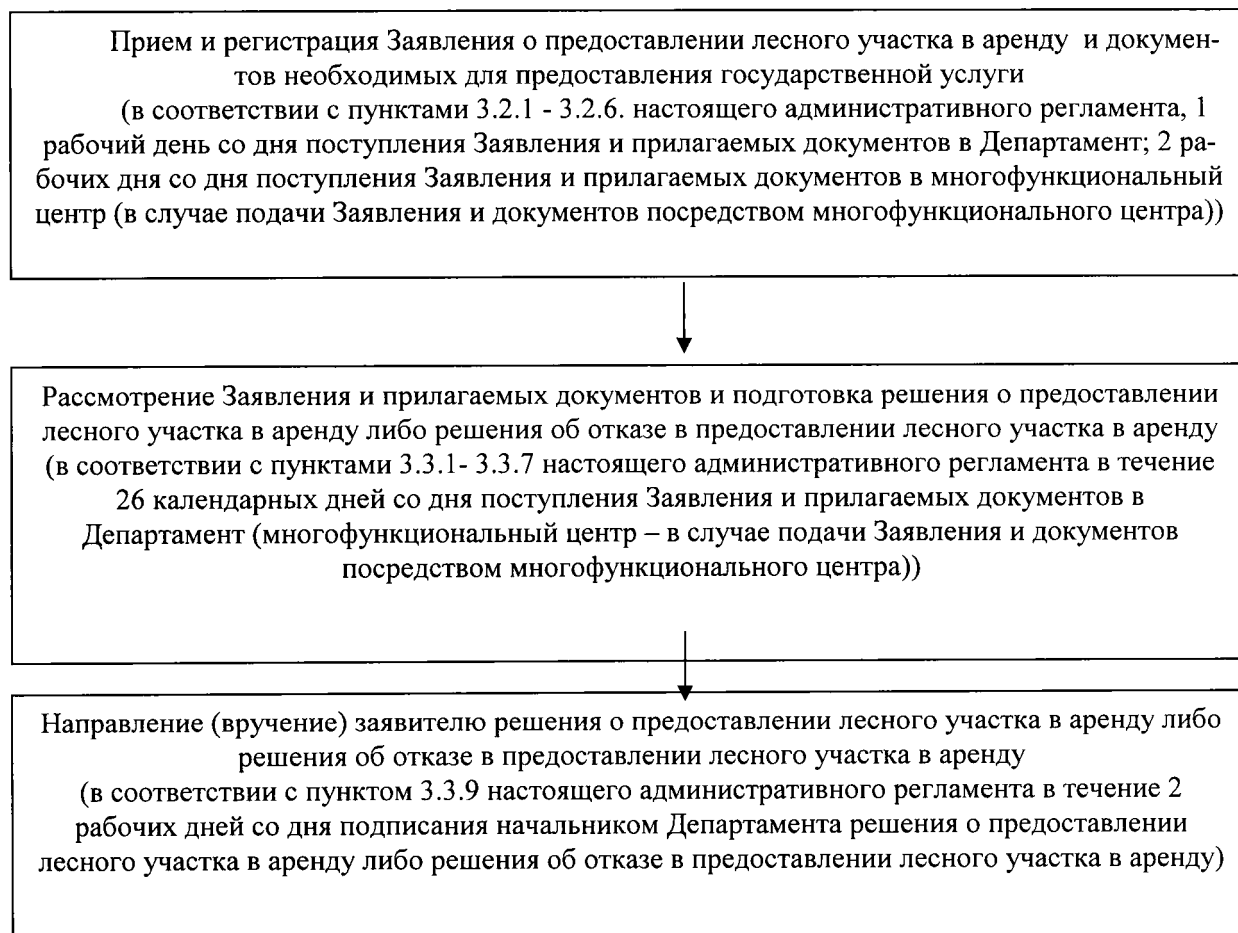 Прием и регистрация Заявления о предоставлении лесного участка в аренду и докумен-
тов необходимых для предоставления государственной услуги
(в соответствии с пунктами 3.2.1 - 3.2.6. настоящего административного регламента, 1
рабочий день со дня поступления Заявления и прилагаемых документов в Департамент; 2 ра-
бочих дня со дня поступления Заявления и прилагаемых документов в многофункциональный
центр (в случае подачи Заявления и документов посредством многофункционального центра))
Рассмотрение Заявления и прилагаемых документов и подготовка решения о предоставлении
лесного участка в аренду либо решения об отказе в предоставлении лесного участка в аренду
(в соответствии с пунктами 3.3.1- 3.3.7 настоящего административного регламента в течение
26 календарных дней со дня поступления Заявления и прилагаемых документов в
Департамент (многофункциональный центр – в случае подачи Заявления и документов
посредством многофункционального центра))
Направление (вручение) заявителю решения о предоставлении лесного участка в аренду либо
решения об отказе в предоставлении лесного участка в аренду
(в соответствии с пунктом 3.3.9 настоящего административного регламента в течение 2
рабочих дней со дня подписания начальником Департамента решения о предоставлении
лесного участка в аренду либо решения об отказе в предоставлении лесного участка в аренду)